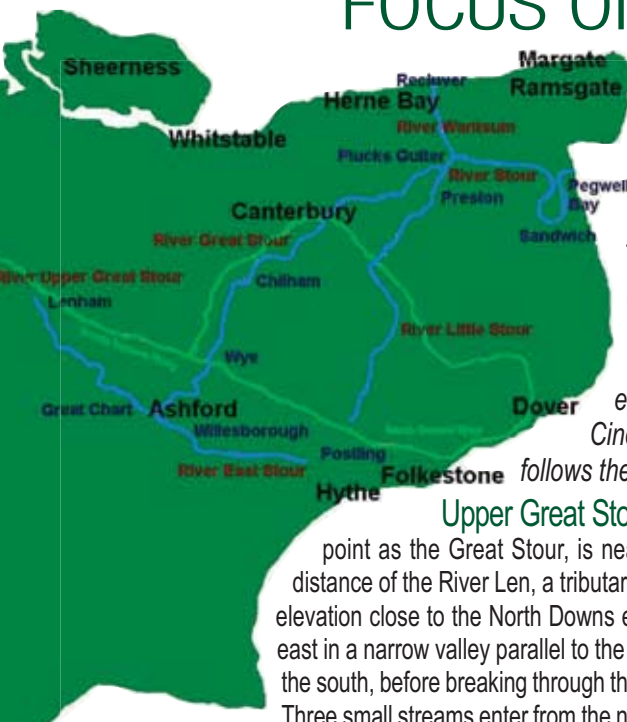 FOCUS O
Sheerness
Margate
Ramsgate
Reculver
Herne Bay
River Wantsum
Whitstable
Plucks Gutter
River Stour
Pegwell
Bay
Preston
Canterbury
Sandwich
River Great Stour
River Upper Great Stour
Chilham
Lenham
River Little Stour
Wye
Great Chart
Ashford
Dover
Willesborough
Postling
River East Stour
Folkestone
Hythe
e
Cin
follows the
Upper Great Sto
point as the Great Stour, is nea
distance of the River Len, a tributar
elevation close to the North Downs e
east in a narrow valley parallel to the
the south, before breaking through th
Three small streams enter from the n